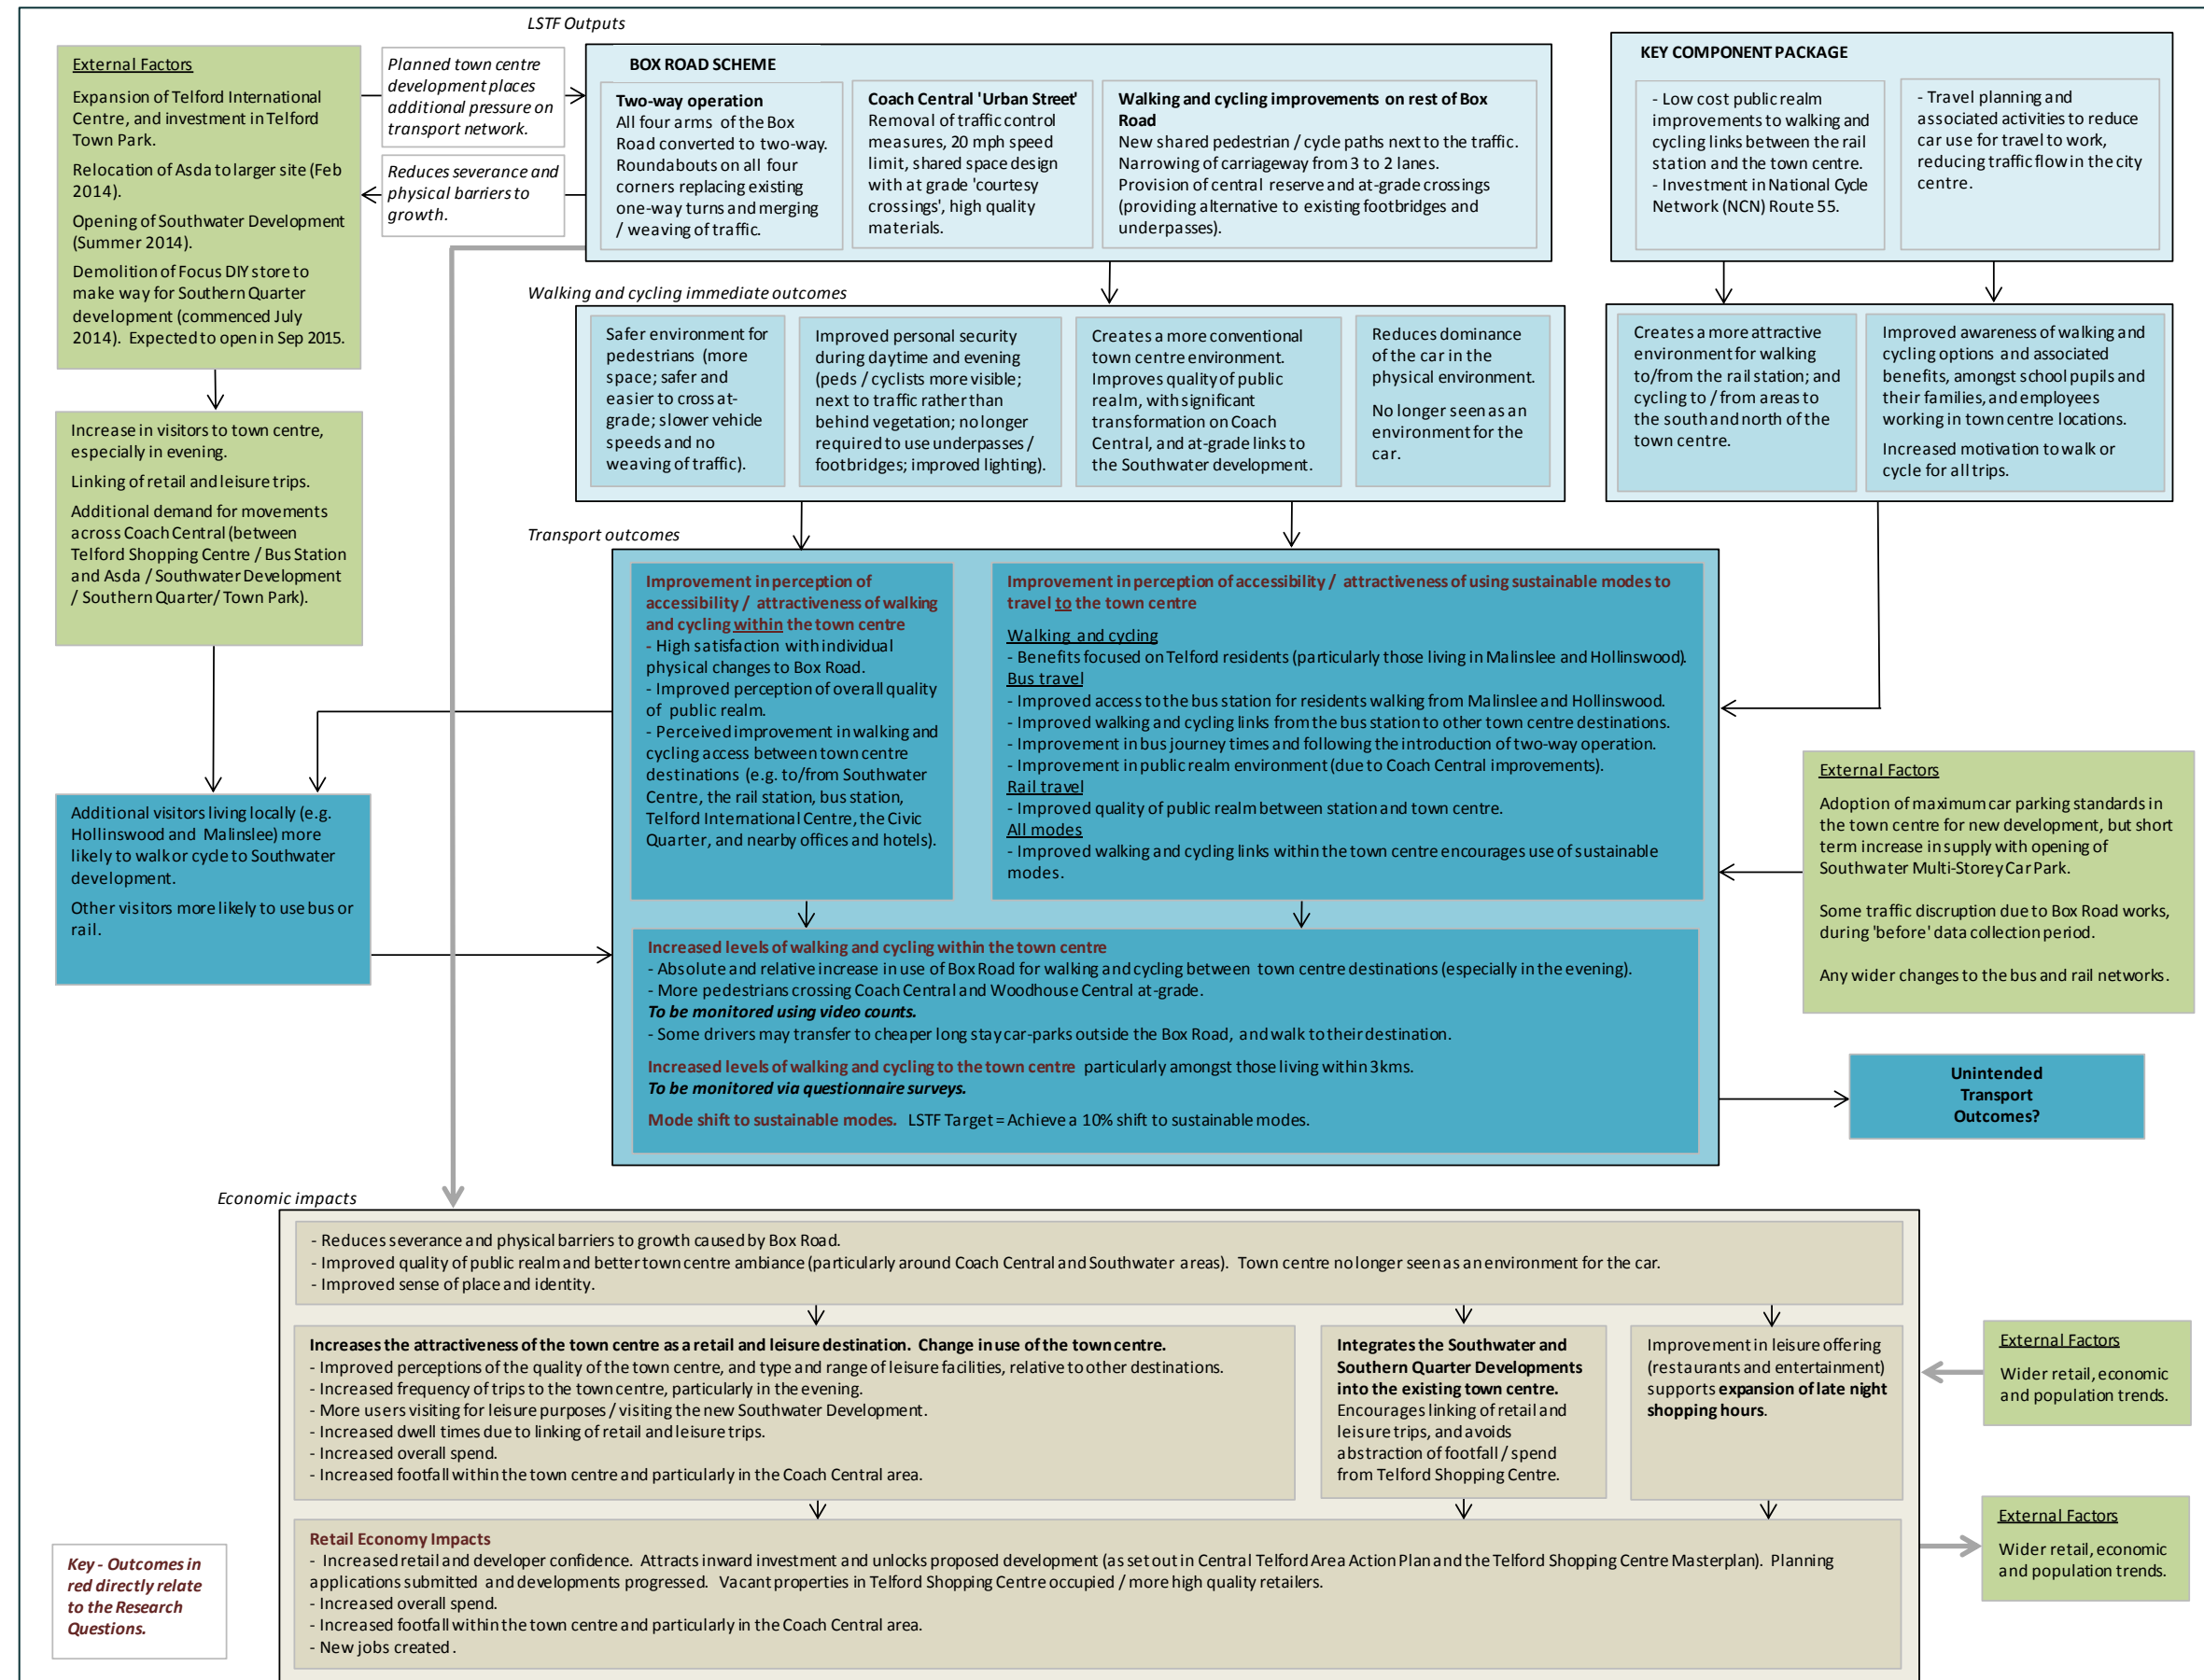 LSTF Outputs
External Factors
Expansion of Telford International
Centre, and investment in Telford
Town Park.
Relocation of Asda to larger site (Feb
2014).
Opening of Southwater Development
(Summer 2014).
Demolition of Focus DIY store to
make way for Southern Quarter
development (commenced July
2014). Expected to open in Sep 2015.
Planned town centre
development places
additional pressure on
transport network.
Reduces severance and
physical barriers to
growth.
BOX ROAD SCHEME
Two-way operation
All four arms of the Box
Road converted to two-way.
Roundabouts on all four
corners replacing existing
one-way turns and merging
/ weaving of traffic.
Coach Central 'Urban Street'
Removal of traffic control
measures, 20 mph speed
limit, shared space design
with at grade 'courtesy
crossings', high quality
materials.
Walking and cycling improvements on rest of Box
Road
New shared pedestrian / cycle paths next to the traffic.
Narrowing of carriageway from 3 to 2 lanes.
Provision of central reserve and at-grade crossings
(providing alternative to existing footbridges and
underpasses).
KEY COMPONENT PACKAGE
- Low cost public realm
improvements to walking and
cycling links between the rail
station and the town centre.
- Investment in National Cycle
Network (NCN) Route 55.
- Travel planning and
associated activities to reduce
car use for travel to work,
reducing traffic flow in the city
centre.
Walking and cycling immediate outcomes
Safer environment for
pedestrians (more
space; safer and
easier to cross at-
grade; slower vehicle
speeds and no
weaving of traffic).
Improved personal security
during daytime and evening
(peds / cyclists more visible;
next to traffic rather than
behind vegetation; no longer
required to use underpasses /
footbridges; improved lighting).
Creates a more conventional
town centre environment.
Improves quality of public
realm, with significant
transformation on Coach
Central, and at-grade links to
the Southwater development.
Reduces dominance
of the car in the
physical environment.
No longer seen as an
environment for the
car.
Creates a more attractive
environment for walking
to/from the rail station; and
cycling to / from areas to
the south and north of the
town centre.
Improved awareness of walking and
cycling options and associated
benefits, amongst school pupils and
their families, and employees
working in town centre locations.
Increased motivation to walk or
cycle for all trips.
Increase in visitors to town centre,
especially in evening.
Linking of retail and leisure trips.
Additional demand for movements
across Coach Central (between
Telford Shopping Centre / Bus Station
and Asda / Southwater Development
/ Southern Quarter/ Town Park).
Transport outcomes
Improvement in perception of
accessibility / attractiveness of walking
and cycling within the town centre
- High satisfaction with individual
physical changes to Box Road.
- Improved perception of overall quality
of public realm.
- Perceived improvement in walking and
cycling access between town centre
destinations (e.g. to/from Southwater
Centre, the rail station, bus station,
Telford International Centre, the Civic
Quarter, and nearby offices and hotels).
Improvement in perception of accessibility / attractiveness of using sustainable modes to
travel to the town centre
Walking and cycling
- Benefits focused on Telford residents (particularly those living in Malinslee and Hollinswood).
Bus travel
- Improved access to the bus station for residents walking from Malinslee and Hollinswood.
- Improved walking and cycling links from the bus station to other town centre destinations.
- Improvement in bus journey times and following the introduction of two-way operation.
- Improvement in public realm environment (due to Coach Central improvements).
Rail travel
- Improved quality of public realm between station and town centre.
All modes
- Improved walking and cycling links within the town centre encourages use of sustainable
modes.
Additional visitors living locally (e.g.
Hollinswood and Malinslee) more
likely to walk or cycle to Southwater
development.
Other visitors more likely to use bus or
rail.
External Factors
Adoption of maximum car parking standards in
the town centre for new development, but short
term increase in supply with opening of
Southwater Multi-Storey Car Park.
Some traffic disruption due to Box Road works,
during 'before' data collection period.
Any wider changes to the bus and rail networks.
Increased levels of walking and cycling within the town centre
- Absolute and relative increase in use of Box Road for walking and cycling between town centre destinations (especially in the evening).
- More pedestrians crossing Coach Central and Woodhouse Central at-grade.
To be monitored using video counts.
- Some drivers may transfer to cheaper long stay car-parks outside the Box Road, and walk to their destination.
Increased levels of walking and cycling to the town centre particularly amongst those living within 3kms.
To be monitored via questionnaire surveys.
Mode shift to sustainable modes. LSTF Target = Achieve a 10% shift to sustainable modes.
Unintended
Transport
Outcomes?
Economic impacts
- Reduces severance and physical barriers to growth caused by Box Road.
- Improved quality of public realm and better town centre ambiance (particularly around Coach Central and Southwater areas). Town centre no longer seen as an environment for the car.
- Improved sense of place and identity.
Increases the attractiveness of the town centre as a retail and leisure destination. Change in use of the town centre.
- Improved perceptions of the quality of the town centre, and type and range of leisure facilities, relative to other destinations.
- Increased frequency of trips to the town centre, particularly in the evening.
- More users visiting for leisure purposes / visiting the new Southwater Development.
- Increased dwell times due to linking of retail and leisure trips.
- Increased overall spend.
- Increased footfall within the town centre and particularly in the Coach Central area.
Integrates the Southwater and
Southern Quarter Developments
into the existing town centre.
Encourages linking of retail and
leisure trips, and avoids
abstraction of footfall / spend
from Telford Shopping Centre.
Improvement in leisure offering
(restaurants and entertainment)
supports expansion of late night
shopping hours.
External Factors
Wider retail, economic
and population trends.
Retail Economy Impacts
- Increased retail and developer confidence. Attracts inward investment and unlocks proposed development (as set out in Central Telford Area Action Plan and the Telford Shopping Centre Masterplan). Planning
applications submitted and developments progressed. Vacant properties in Telford Shopping Centre occupied / more high quality retailers.
- Increased overall spend.
- Increased footfall within the town centre and particularly in the Coach Central area.
- New jobs created.
External Factors
Wider retail, economic
and population trends.
Key - Outcomes in
red directly relate
to the Research
Questions.